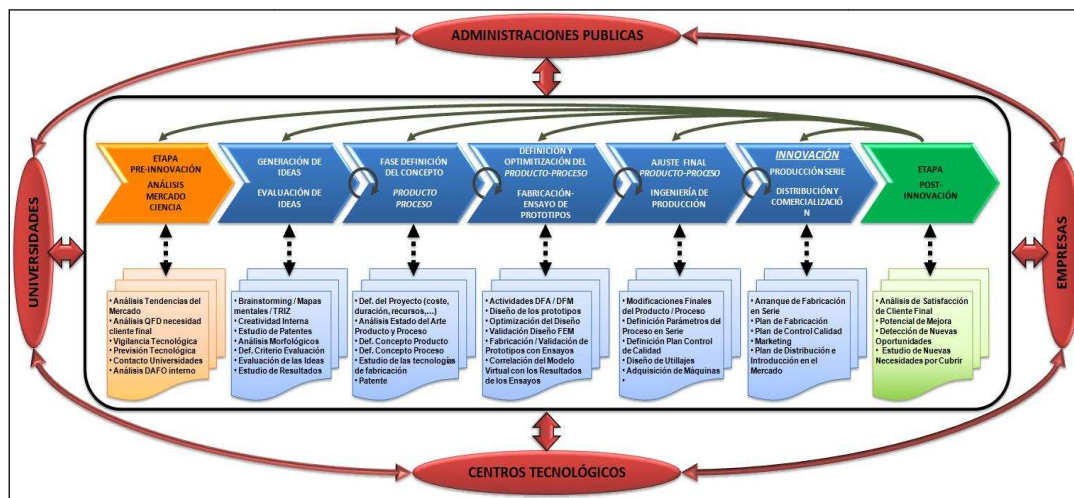 ADMINISTRACIONES PUBLICAS
UNIVERSIDADES
EMPRESAS
ETAPA
PRE-INNOVACIÓN
ANÁLISIS
MERCADO
CIENCIA
GENERACIÓN DE
IDEAS
EVALUACIÓN DE
IDEAS
FASE DEFINICIÓN
DEL CONCEPTO
PRODUCTO
PROCESO
DEFINICIÓN Y
OPTIMITIZACIÓN DEL
PRODUCTO-PROCESO
FABRICACIÓN-
ENSAYO DE
PROTOTIPOS
AJUSTE FINAL
PRODUCTO-PROCESO
INGENIERÍA DE
PRODUCCIÓN
INNOVACIÓN
PRODUCCIÓN SERIE
DISTRIBUCIÓN Y
COMERCIALIZACIÓ
N
ETAPA
POST-
INNOVACIÓN
•Análisis Tendencias del
Mercado
•Análisis QFD necesidad
cliente final
•Vigilancia Tecnológica
•Previsión Tecnológica
•Contacto Universidades
•Análisis DAFO interno
•Brainstorming / Mapas
mentales / TRIZ
•Creatividad Interna
•Estudio de Patentes
•Análisis Morfológicos
•Def. Criterio Evaluación
•Evaluación de las Ideas
•Estudio de Resultados
•Def. del Proyecto (coste,
duración, recursos,...)
•Análisis Estado del Arte
Producto y Proceso
•Def. Concepto Producto
•Def. Concepto Proceso
•Estudio de las tecnologías
de fabricación
•Patente
•Actividades DFA / DFM
•Diseño de los prototipos
•Optimización del Diseño
•Validación Diseño FEM
•Fabricación / Validación de
Prototipos con Ensayos
•Correlación del Modelo
Virtual con los Resultados
de los Ensayos
•Modificaciones Finales
del Producto / Proceso
•Definición Parámetros del
Proceso en Serie
•Definición Plan Control
de Calidad
•Diseño de Utillajes
•Adquisición de Máquinas
•
•Arranque de Fabricación
en Serie
•Plan de Fabricación
•Plan de Control Calidad
•Marketing
•Plan de Distribución e
Introducción en el
Mercado
•Análisis de Satisfacción
de Cliente Final
•Potencial de Mejora
•Detección de Nuevas
Oportunidades
• Estudio de Nuevas
Necesidades por Cubrir
CENTROS TECNOLÓGICOS